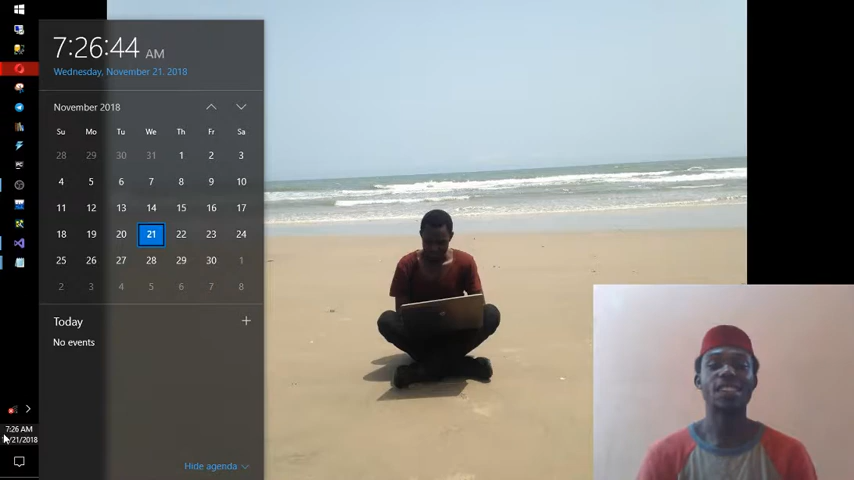 7:26:44 AM
Wednesday, November 21, 2018
November 2018
Su Mo Tu We Th Fr Sa
28 29 30 31 1 2 3
4 5 6 7 8 9 10
11 12 13 14 15 16 17
18 19 20 21 22 23 24
25 26 27 28 29 30 1
2 3 4 5 6 7 8
Today
No events
Hide agenda
7:26 AM
/21/2018